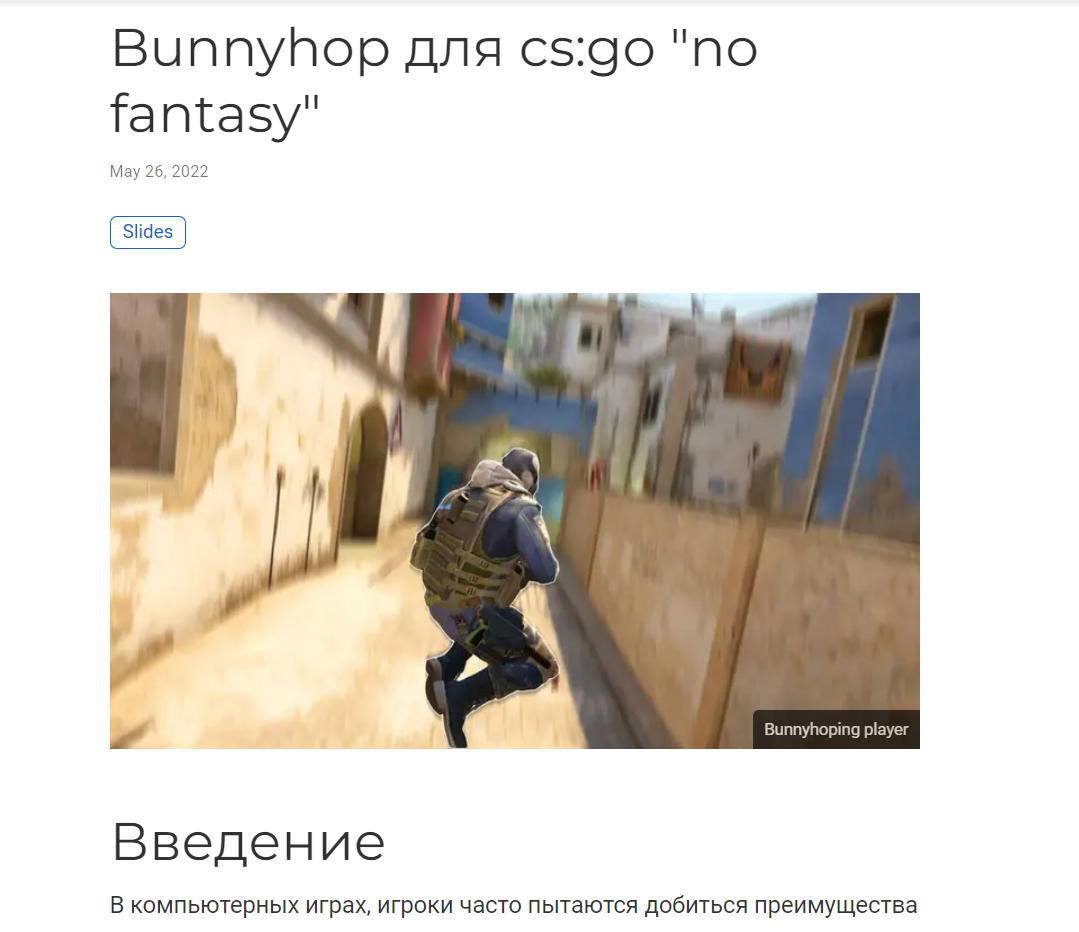 Bunnyhop для cs:go "no
fantasy"
May 26, 2022
Slides
Bunnyhoping player
Введение
В компьютерных играх, игроки часто пытаются добиться преимущества